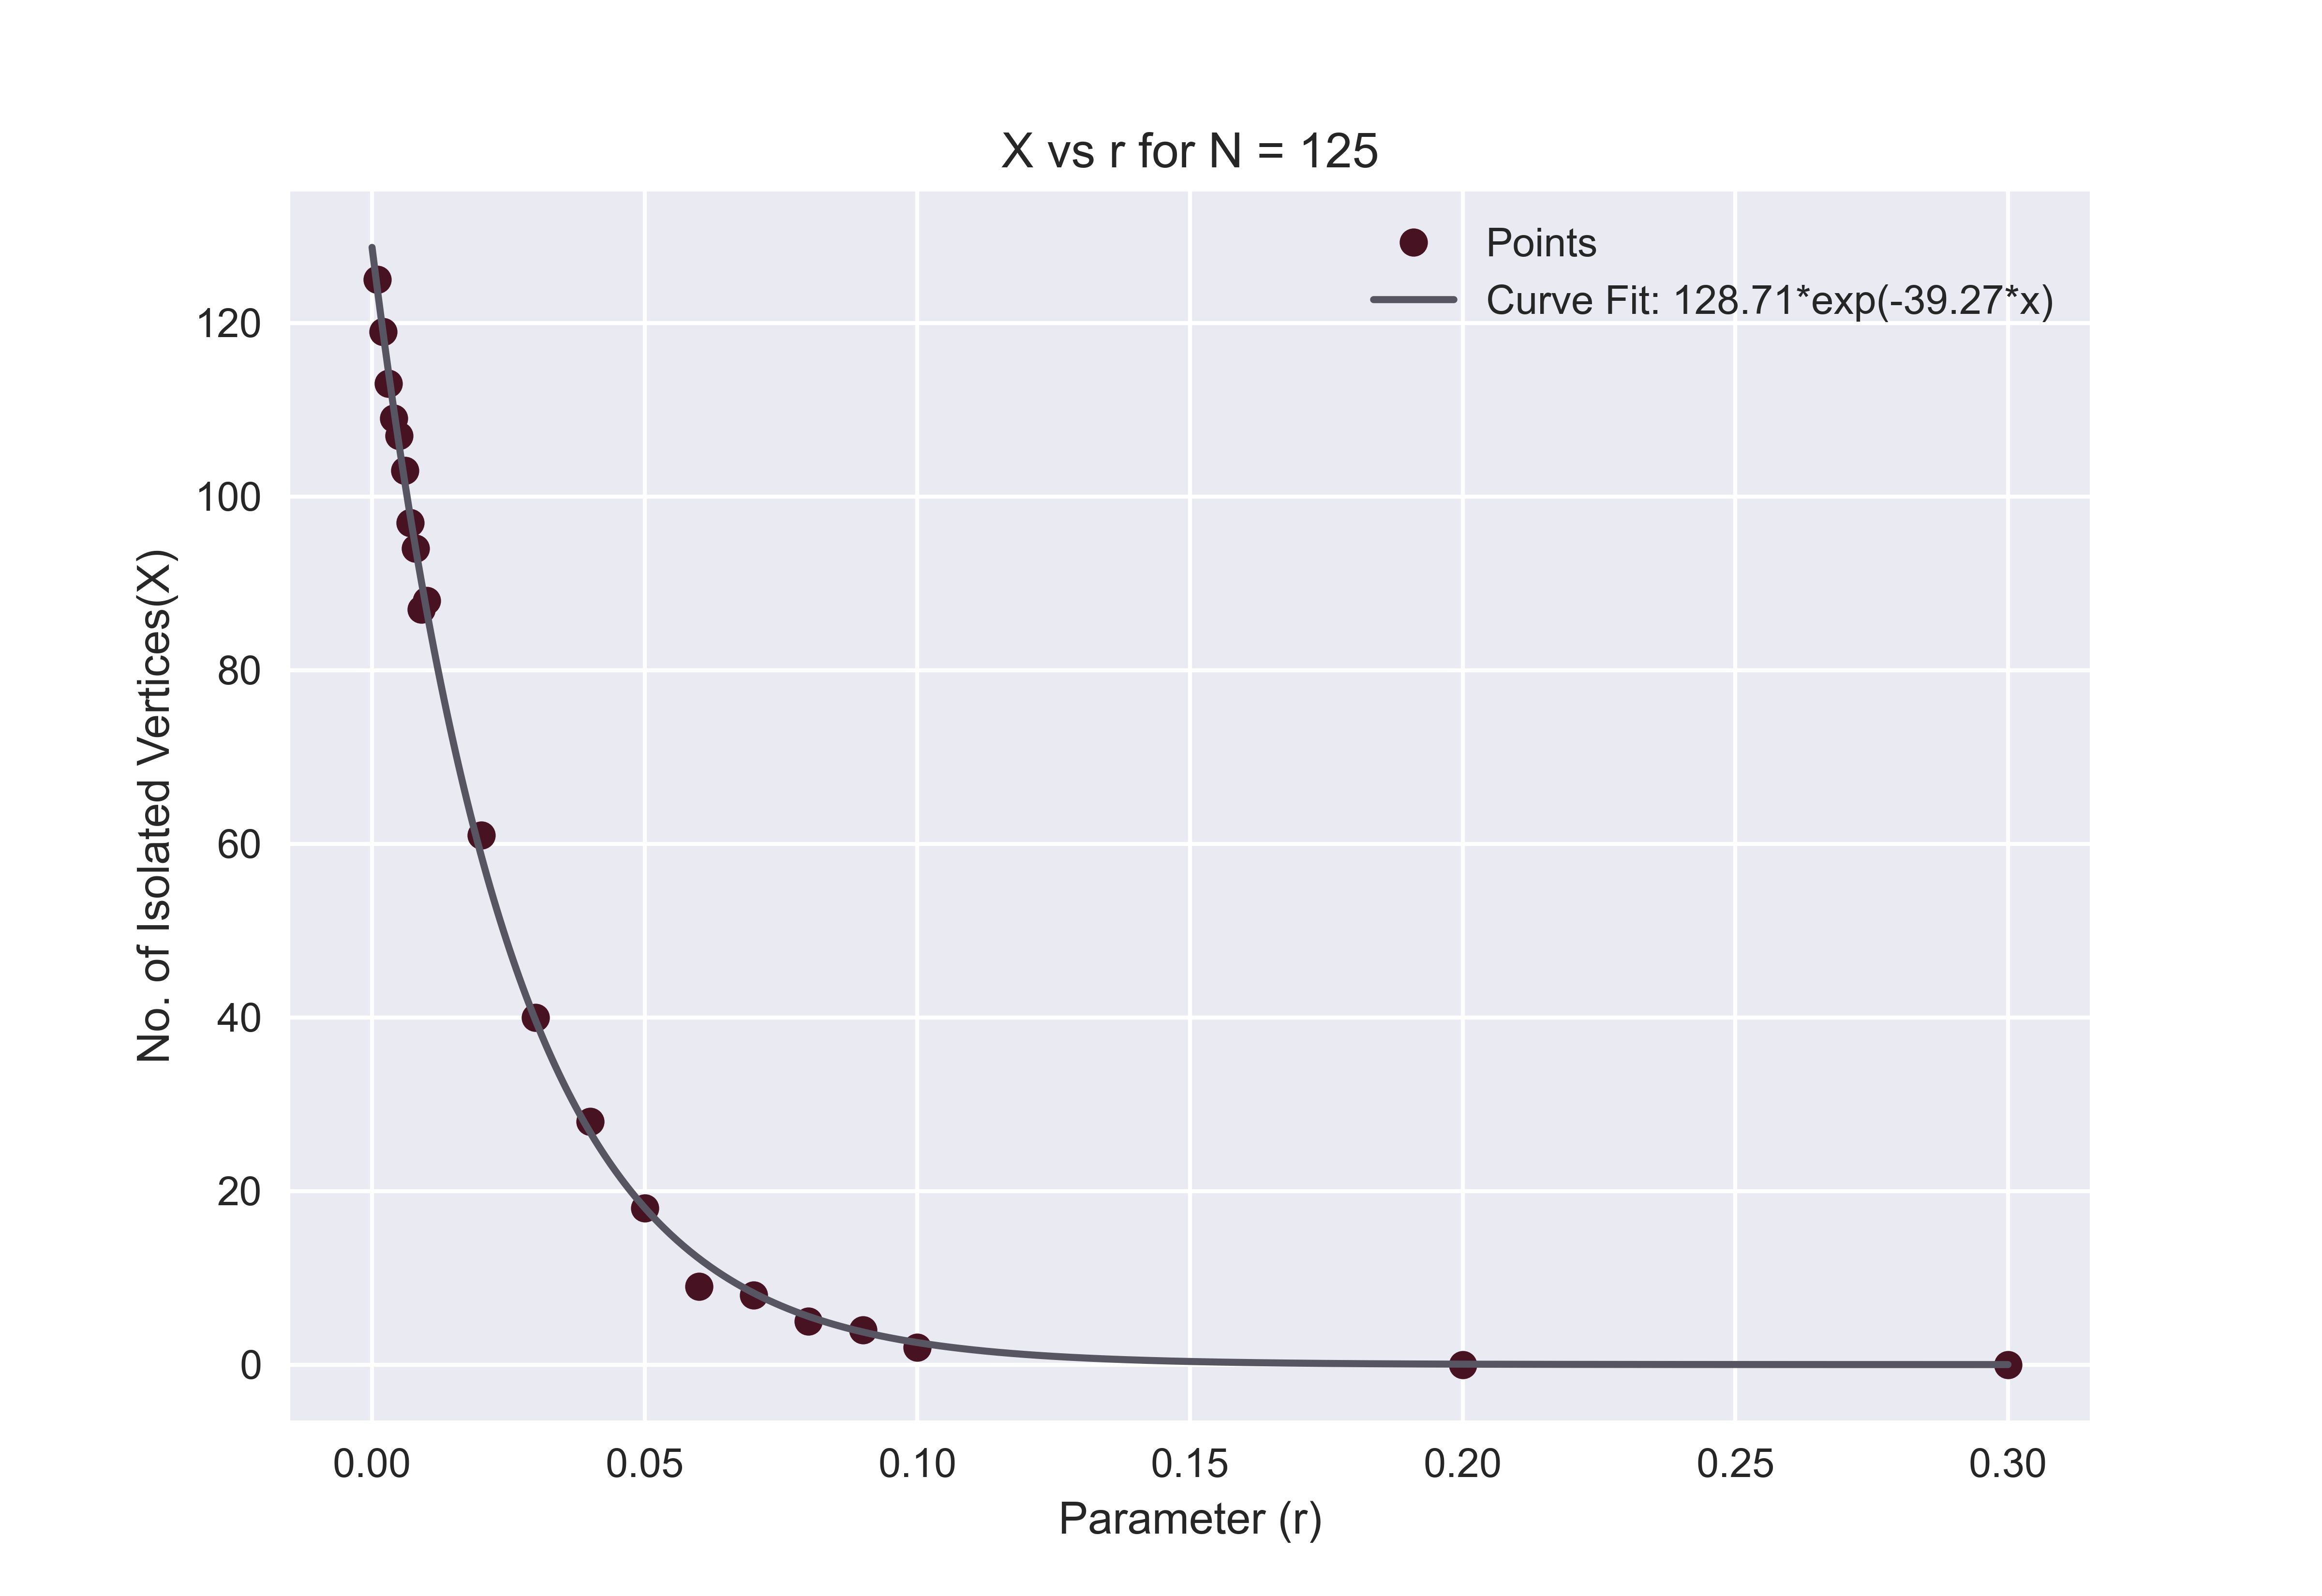 X vs r for N = 125
Points
Curve Fit: 128.71*exp(-39.27*x)
No. of Isolated Vertices(X)
120
100
80
60
40
20
0
0.00 0.05 0.10 0.15 0.20 0.25 0.30
Parameter (r)